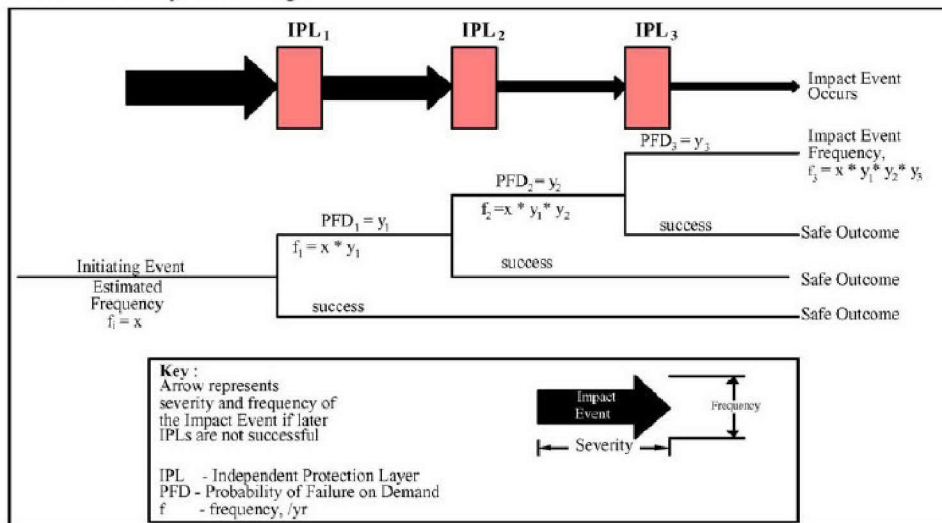 IPL1
IPL2
IPL3
Impact Event
Occurs
PFD3 = y3
Impact Event
Frequency,
f3 = x * y1* y2* y3
PFD2= y2
f2 =x * y1* y2
success
Safe Outcome
PFD1 = y1
f1 = x * y1
success
Safe Outcome
Initiating Event
Estimated
Frequency
fi = x
success
Safe Outcome
Key :
Arrow represents
severity and frequency of
the Impact Event if later
IPLs are not successful
IPL - Independent Protection Layer
PFD - Probability of Failure on Demand
f - frequency, /yr
Impact
Event
Frequency
Severity